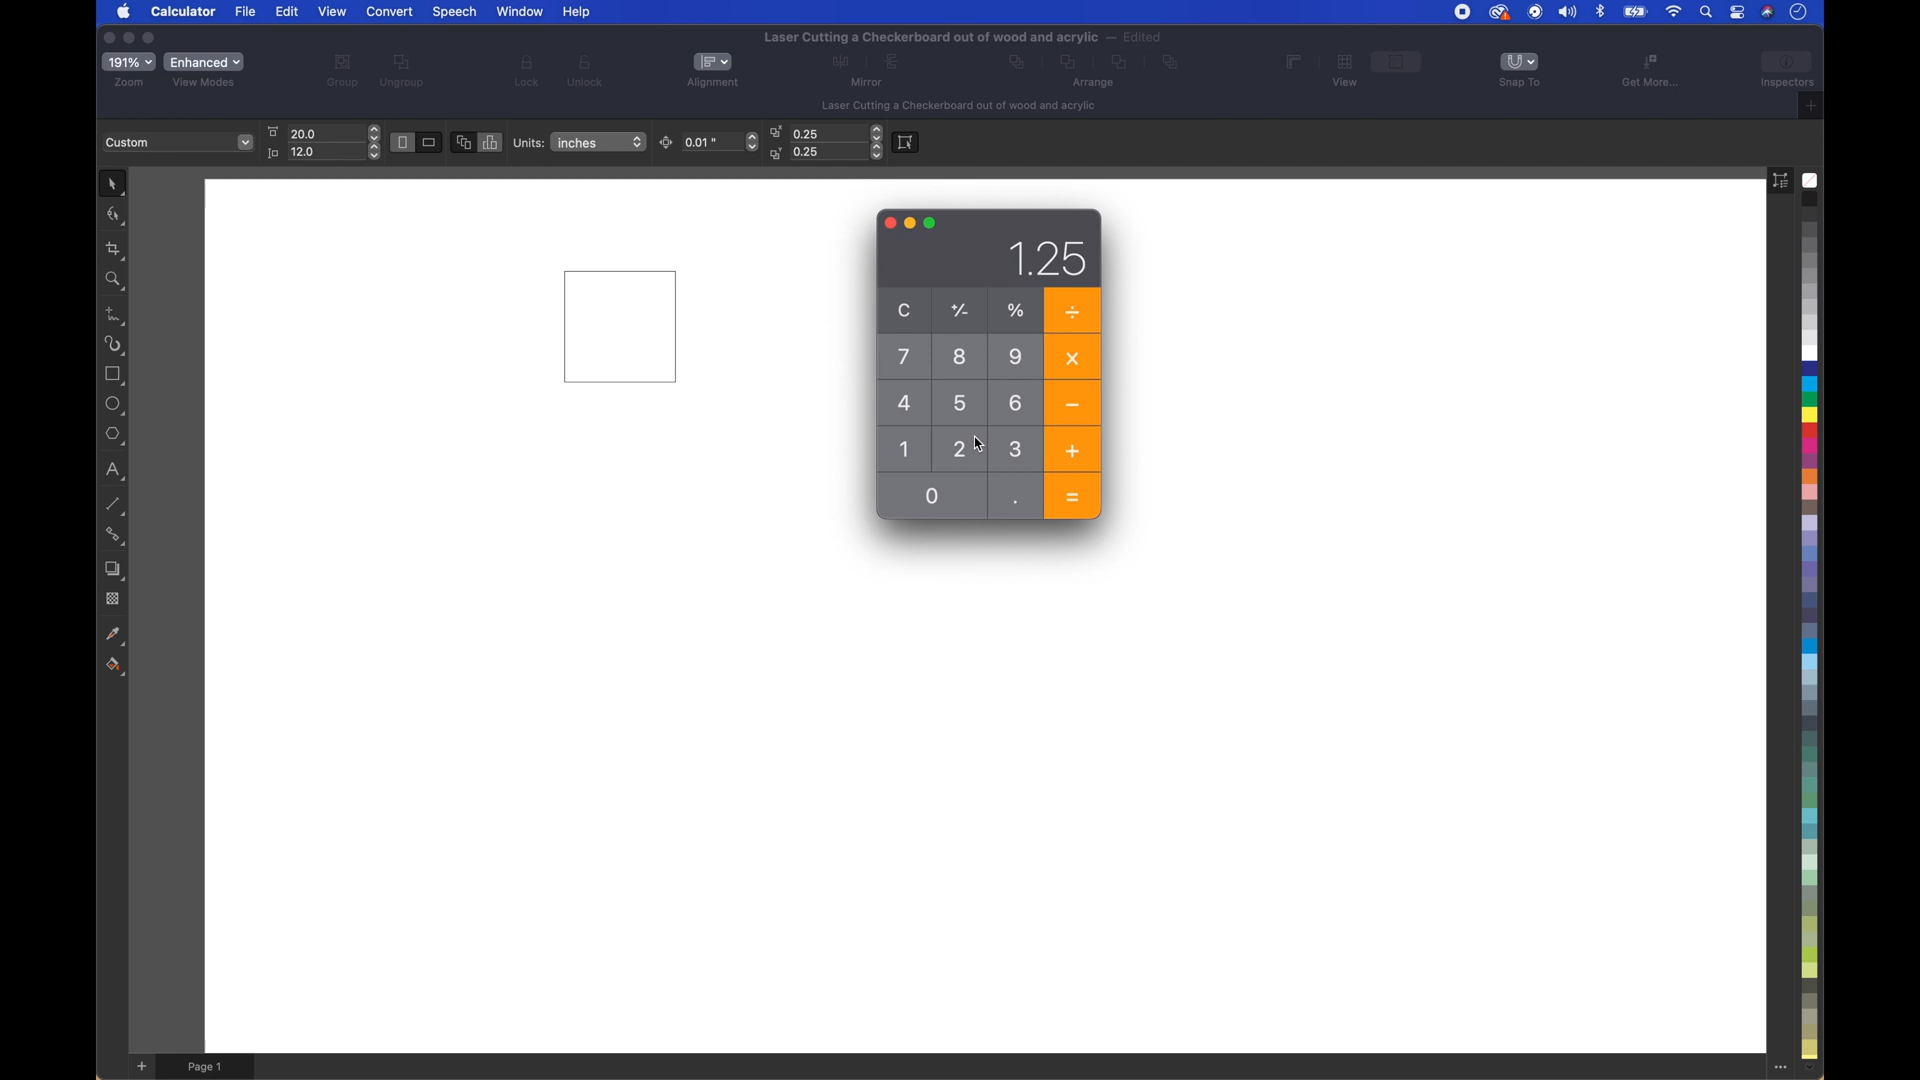 Calculator File Edit View Convert Speech Window Help
Laser Cutting a Checkerboard out of wood and acrylic — Edited
191% Enhanced
Zoom View Modes Group Ungroup Lock Unlock Alignment Mirror Arrange View Snap To Get More... Inspectors
Laser Cutting a Checkerboard out of wood and acrylic
Custom 20.0 12.0 Units: inches 0.01 " 0.25 0.25
1.25
C +⁄- % ÷
7 8 9 ×
4 5 6 −
1 2 3 +
0 . =
+ Page 1